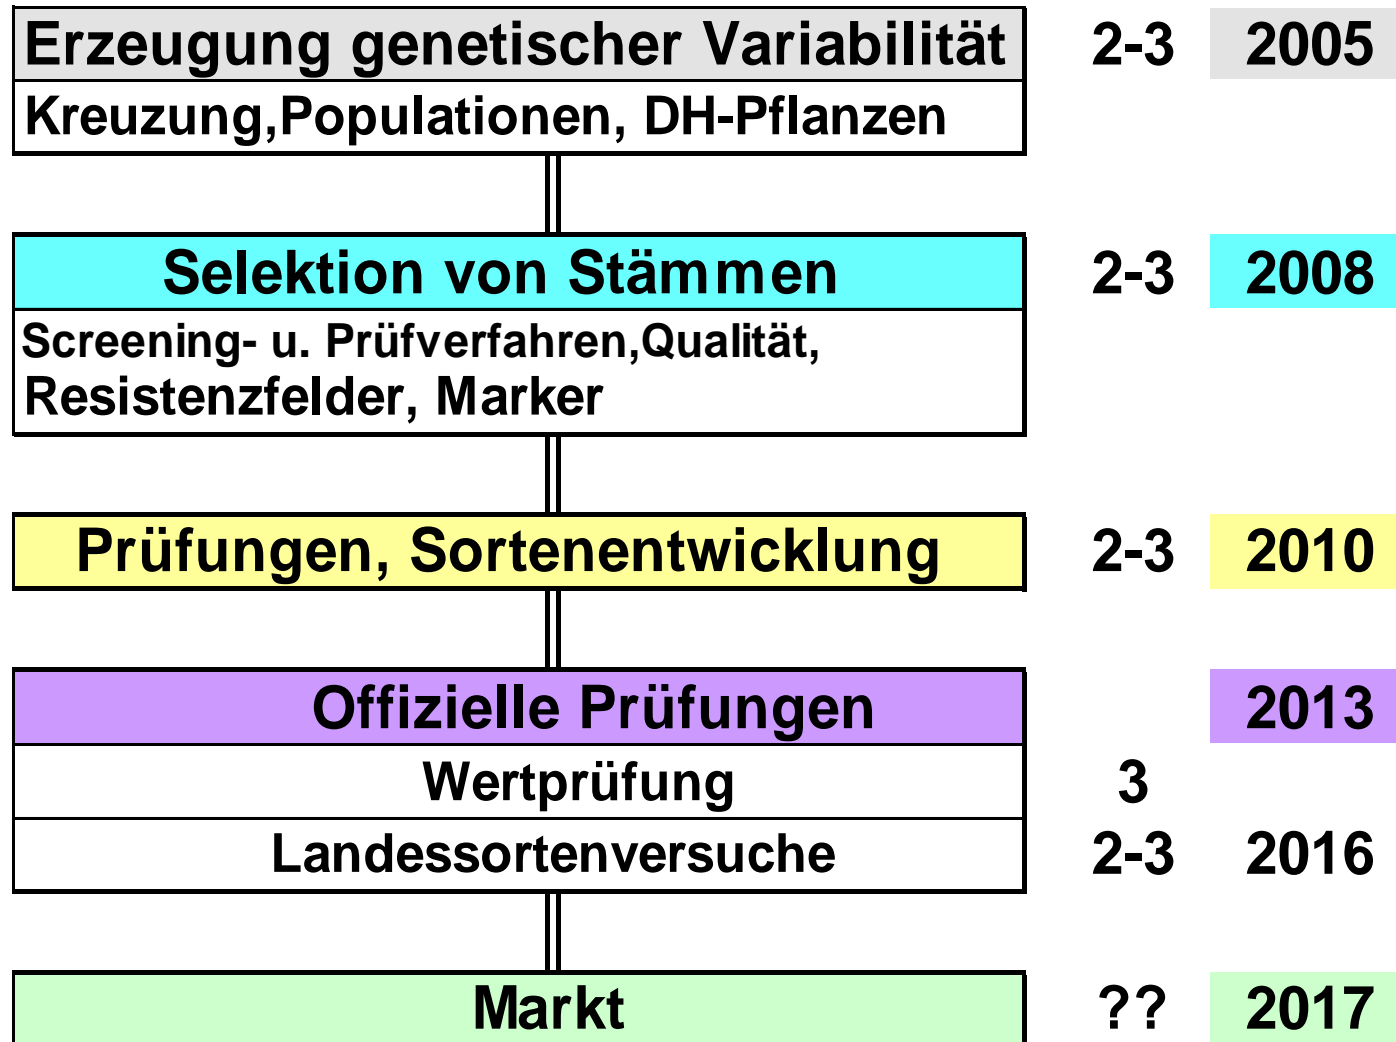 Erzeugung genetischer Variabilität 2-3 2005
Kreuzung,Populationen, DH-Pflanzen
Selektion von Stämmen 2-3 2008
Screening- u. Prüfverfahren,Qualität,
Resistenzfelder, Marker
Prüfungen, Sortenentwicklung 2-3 2010
Offizielle Prüfungen 2013
Wertprüfung 3
Landessortenversuche 2-3 2016
Markt ?? 2017